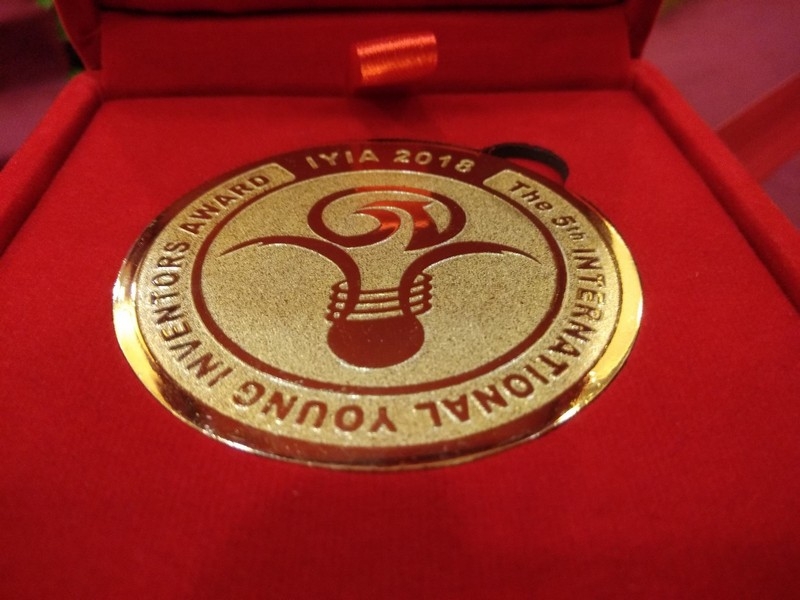 IYIA 2018
The 5th INTERNATIONAL YOUNG INVENTORS AWARD